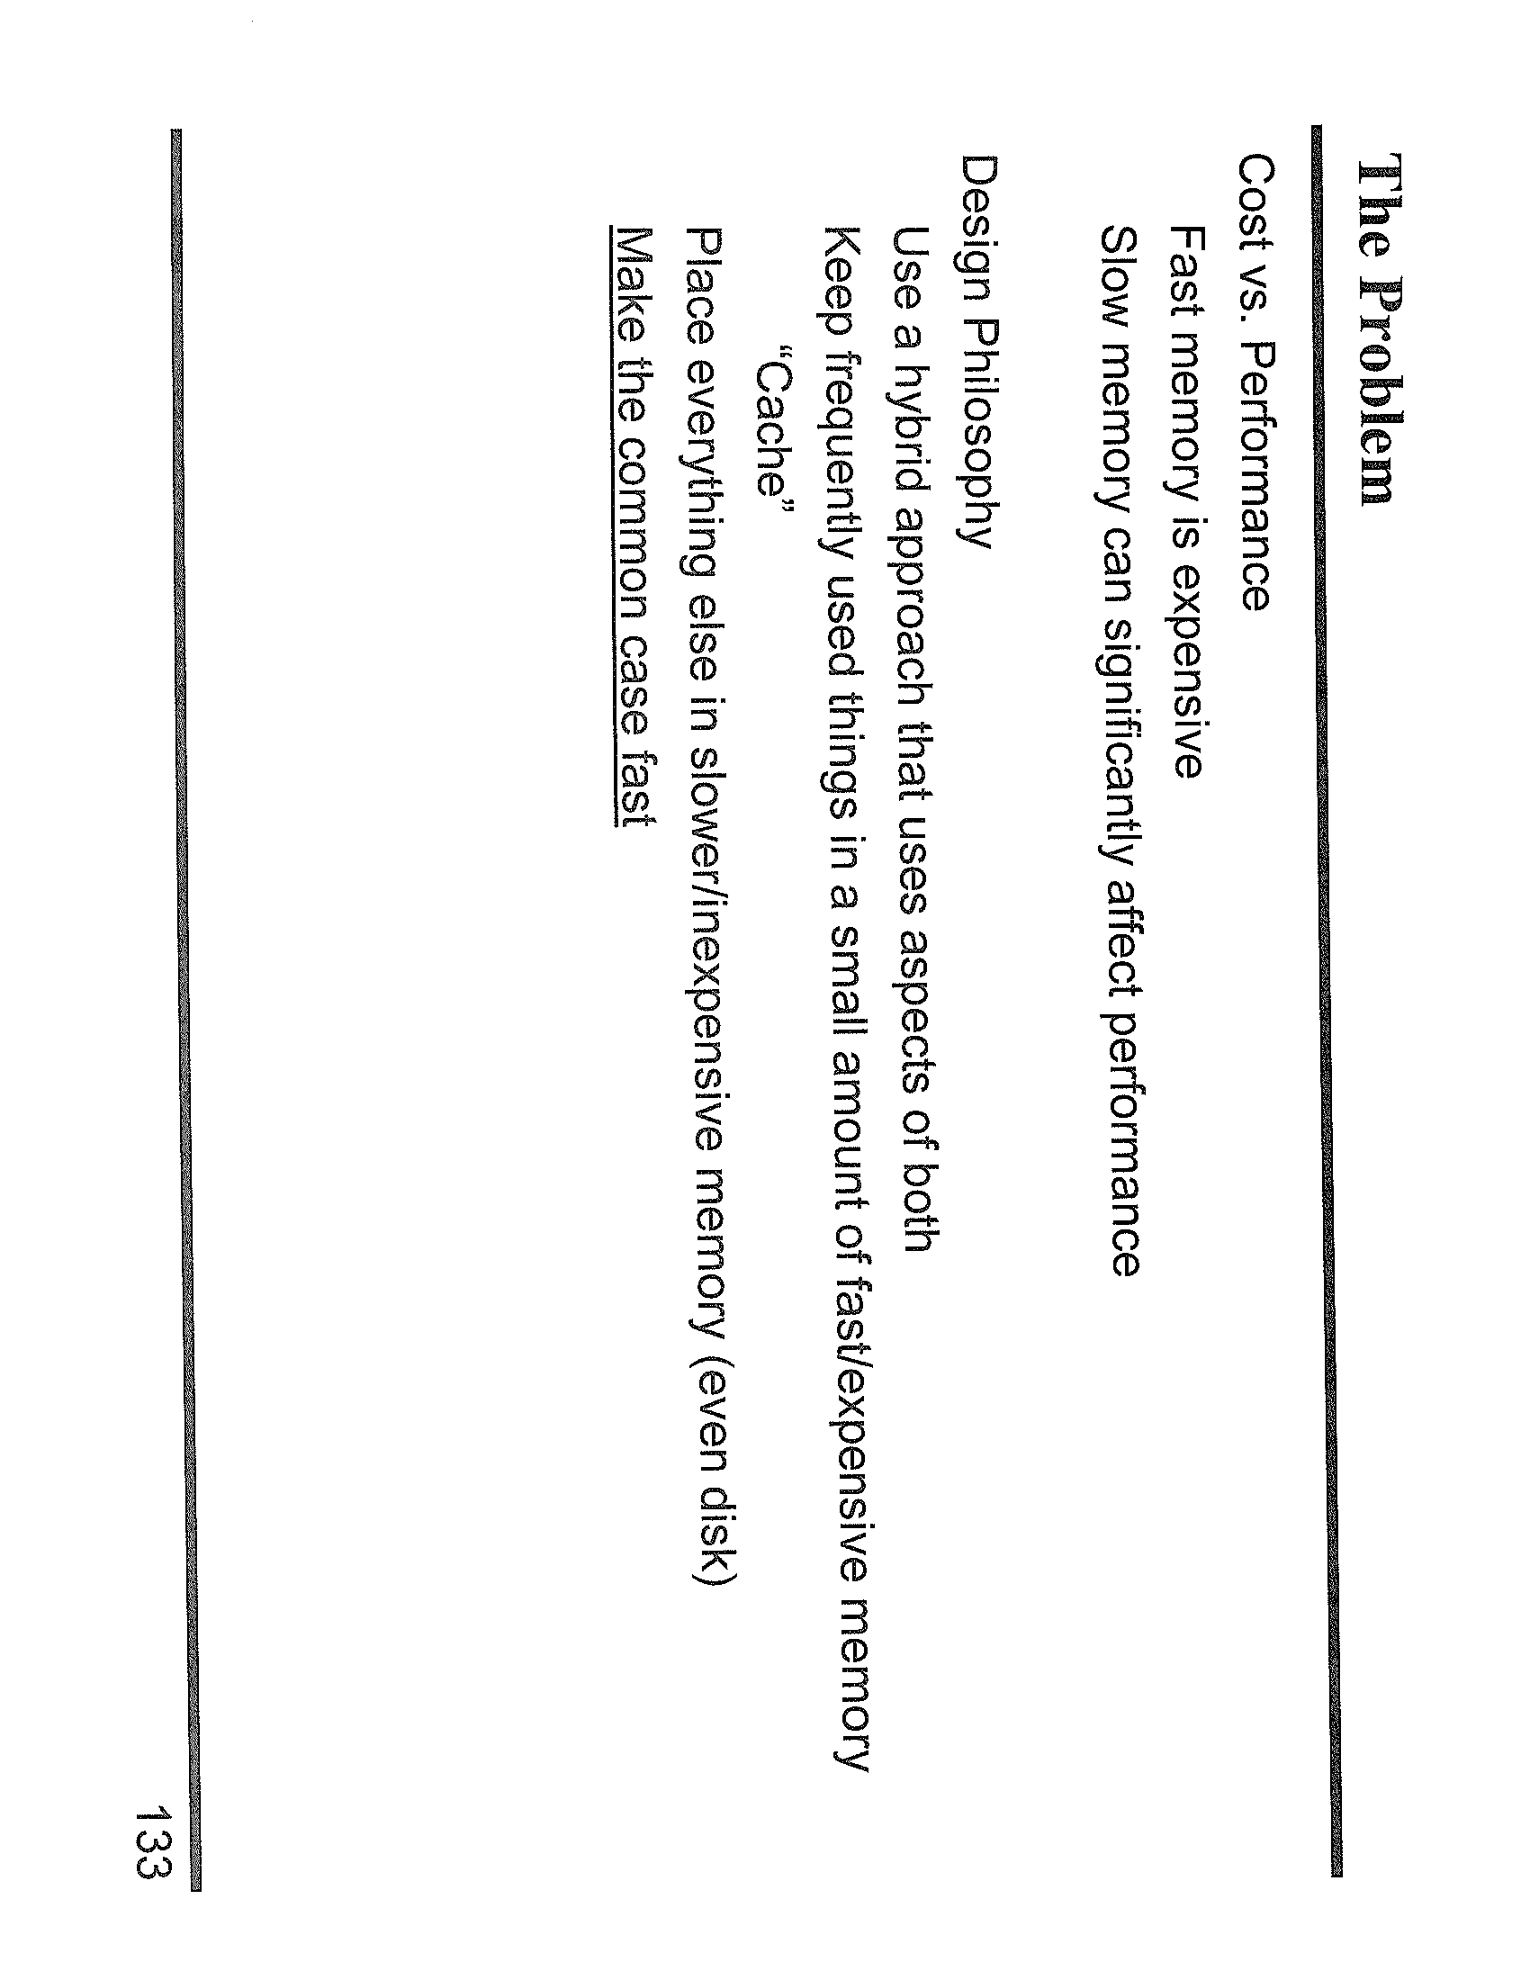 The Problem
Cost vs. Performance
Fast memory is expensive
Slow memory can significantly affect performance
Design Philosophy
Use a hybrid approach that uses aspects of both
Keep frequently used things in a small amount of fast/expensive memory
“Cache”
Place everything else in slower/inexpensive memory (even disk)
Make the common case fast
133